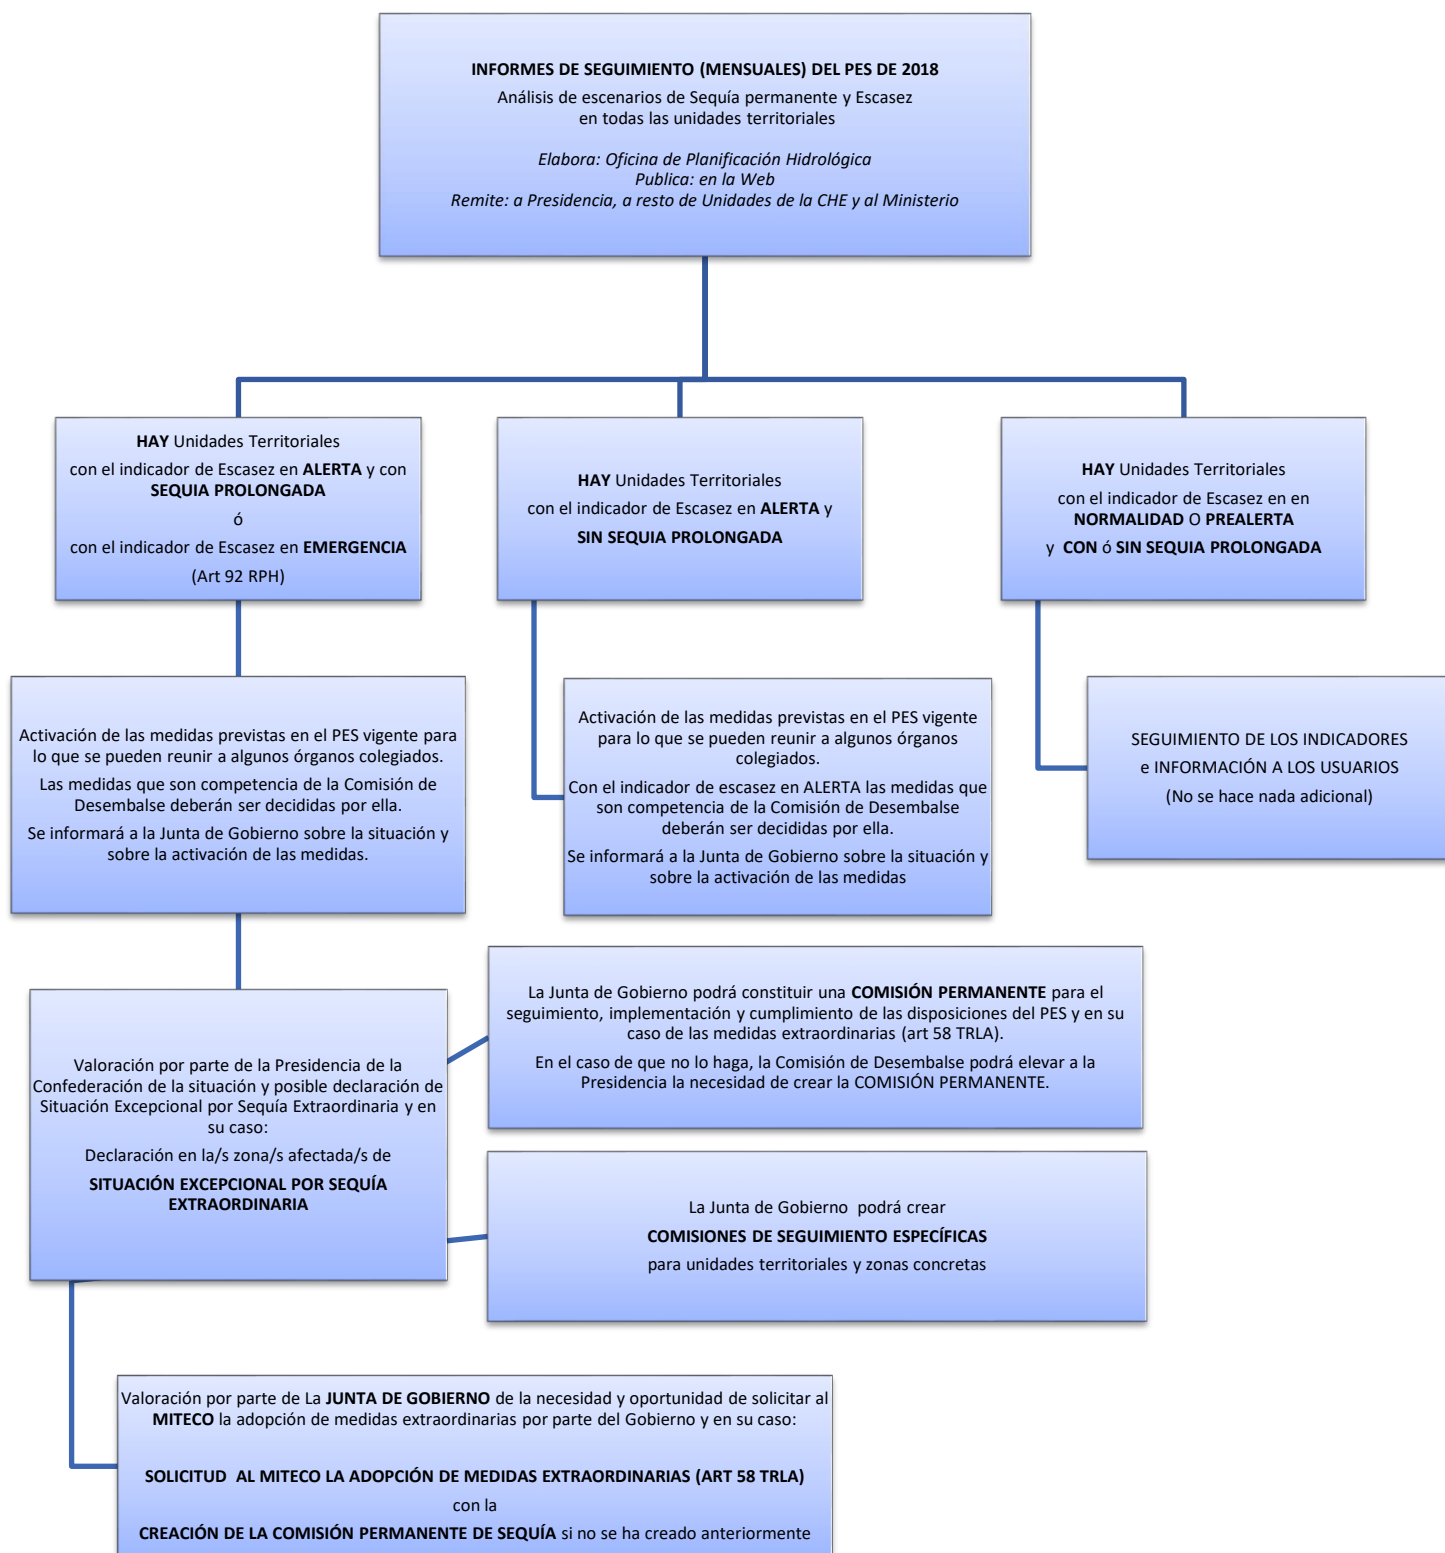 INFORMES DE SEGUIMIENTO (MENSUALES) DEL PES DE 2018
Análisis de escenarios de Sequía permanente y Escasez
en todas las unidades territoriales
Elabora: Oficina de Planificación Hidrológica
Publica: en la Web
Remite: a Presidencia, a resto de Unidades de la CHE y al Ministerio
HAY Unidades Territoriales
con el indicador de Escasez en ALERTA y con
SEQUIA PROLONGADA
ó
con el indicador de Escasez en EMERGENCIA
(Art 92 RPH)
HAY Unidades Territoriales
con el indicador de Escasez en ALERTA y
SIN SEQUIA PROLONGADA
HAY Unidades Territoriales
con el indicador de Escasez en en
NORMALIDAD O PREALERTA
y CON ó SIN SEQUIA PROLONGADA
Activación de las medidas previstas en el PES vigente para
lo que se pueden reunir a algunos órganos colegiados.
Las medidas que son competencia de la Comisión de
Desembalse deberán ser decididas por ella.
Se informará a la Junta de Gobierno sobre la situación y
sobre la activación de las medidas.
Activación de las medidas previstas en el PES vigente
para lo que se pueden reunir a algunos órganos
colegiados.
Con el indicador de escasez en ALERTA las medidas que
son competencia de la Comisión de Desembalse
deberán ser decididas por ella.
Se informará a la Junta de Gobierno sobre la situación y
sobre la activación de las medidas
SEGUIMIENTO DE LOS INDICADORES
e INFORMACIÓN A LOS USUARIOS
(No se hace nada adicional)
Valoración por parte de la Presidencia de la
Confederación de la situación y posible declaración de
Situación Excepcional por Sequía Extraordinaria y en
su caso:
Declaración en la/s zona/s afectada/s de
SITUACIÓN EXCEPCIONAL POR SEQUÍA
EXTRAORDINARIA
La Junta de Gobierno podrá constituir una COMISIÓN PERMANENTE para el
seguimiento, implementación y cumplimiento de las disposiciones del PES y en su
caso de las medidas extraordinarias (art 58 TRLA).
En el caso de que no lo haga, la Comisión de Desembalse podrá elevar a la
Presidencia la necesidad de crear la COMISIÓN PERMANENTE.
La Junta de Gobierno podrá crear
COMISIONES DE SEGUIMIENTO ESPECÍFICAS
para unidades territoriales y zonas concretas
Valoración por parte de La JUNTA DE GOBIERNO de la necesidad y oportunidad de solicitar al
MITECO la adopción de medidas extraordinarias por parte del Gobierno y en su caso:
SOLICITUD AL MITECO LA ADOPCIÓN DE MEDIDAS EXTRAORDINARIAS (ART 58 TRLA)
con la
CREACIÓN DE LA COMISIÓN PERMANENTE DE SEQUÍA si no se ha creado anteriormente